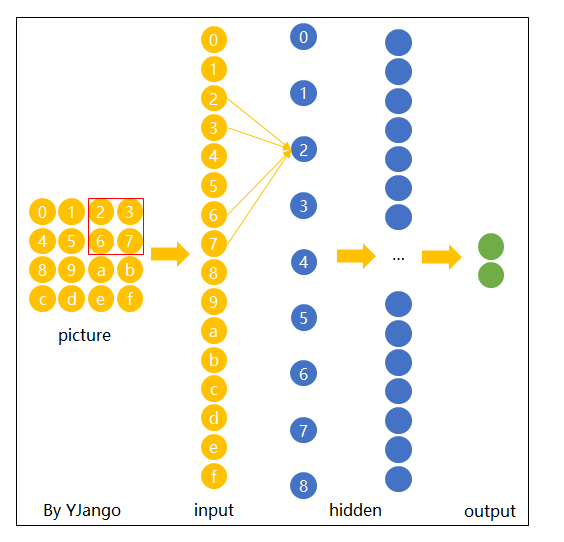 0 1 2 3
4 5 6 7
8 9 a b
c d e f
picture
By YJango
0
1
2
3
4
5
6
7
8
9
a
b
c
d
e
f
input
0
1
2
3
4
5
6
7
8
hidden
...
output